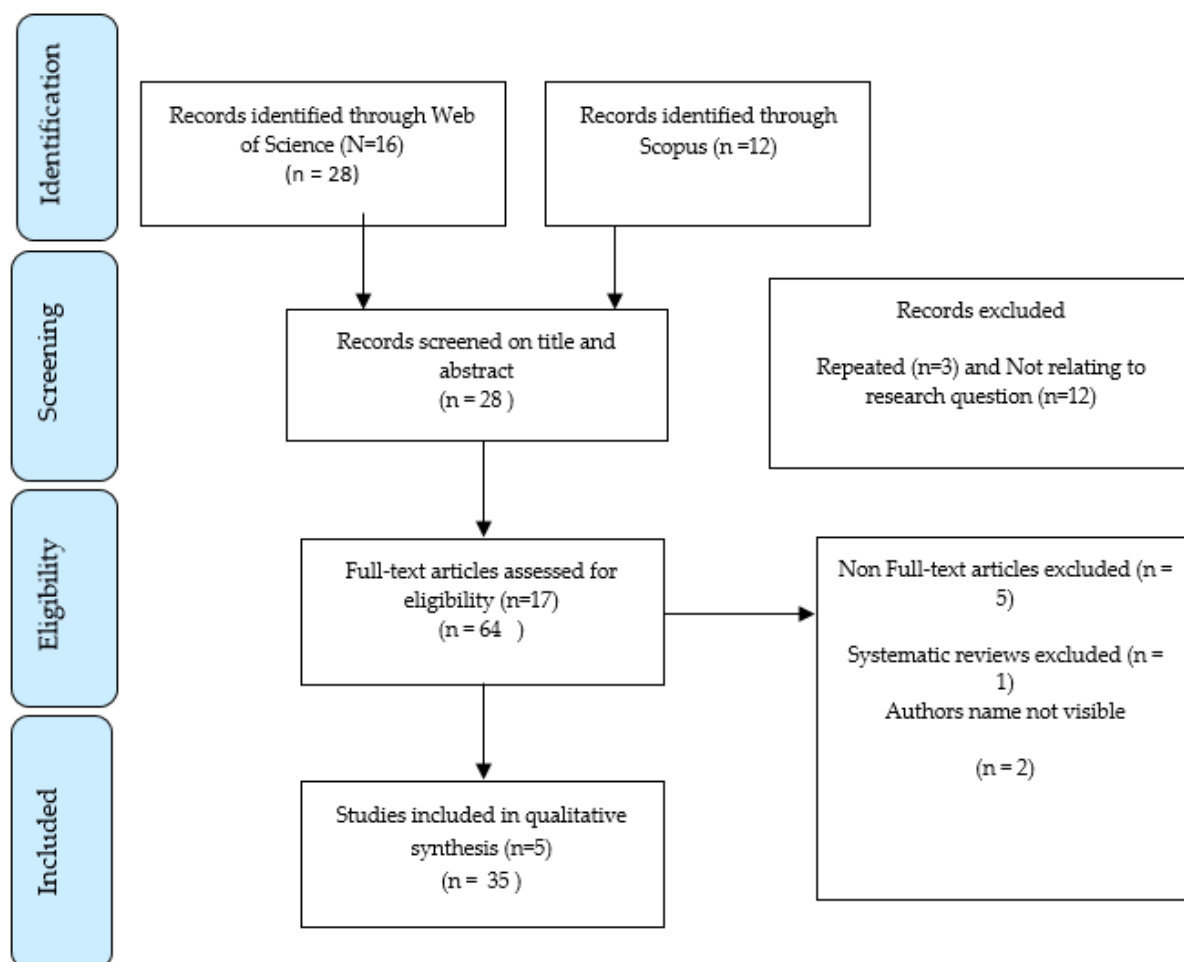 Identification
Records identified through Web
of Science (N=16)
(n = 28)
Records identified through
Scopus (n =12)
Screening
Records screened on title and
abstract
(n = 28 )
Records excluded
Repeated (n=3) and Not relating to
research question (n=12)
Eligibility
Full-text articles assessed for
eligibility (n=17)
(n = 64 )
Non Full-text articles excluded (n =
5)
Systematic reviews excluded (n =
1)
Authors name not visible
(n = 2)
Included
Studies included in qualitative
synthesis (n=5)
(n = 35 )